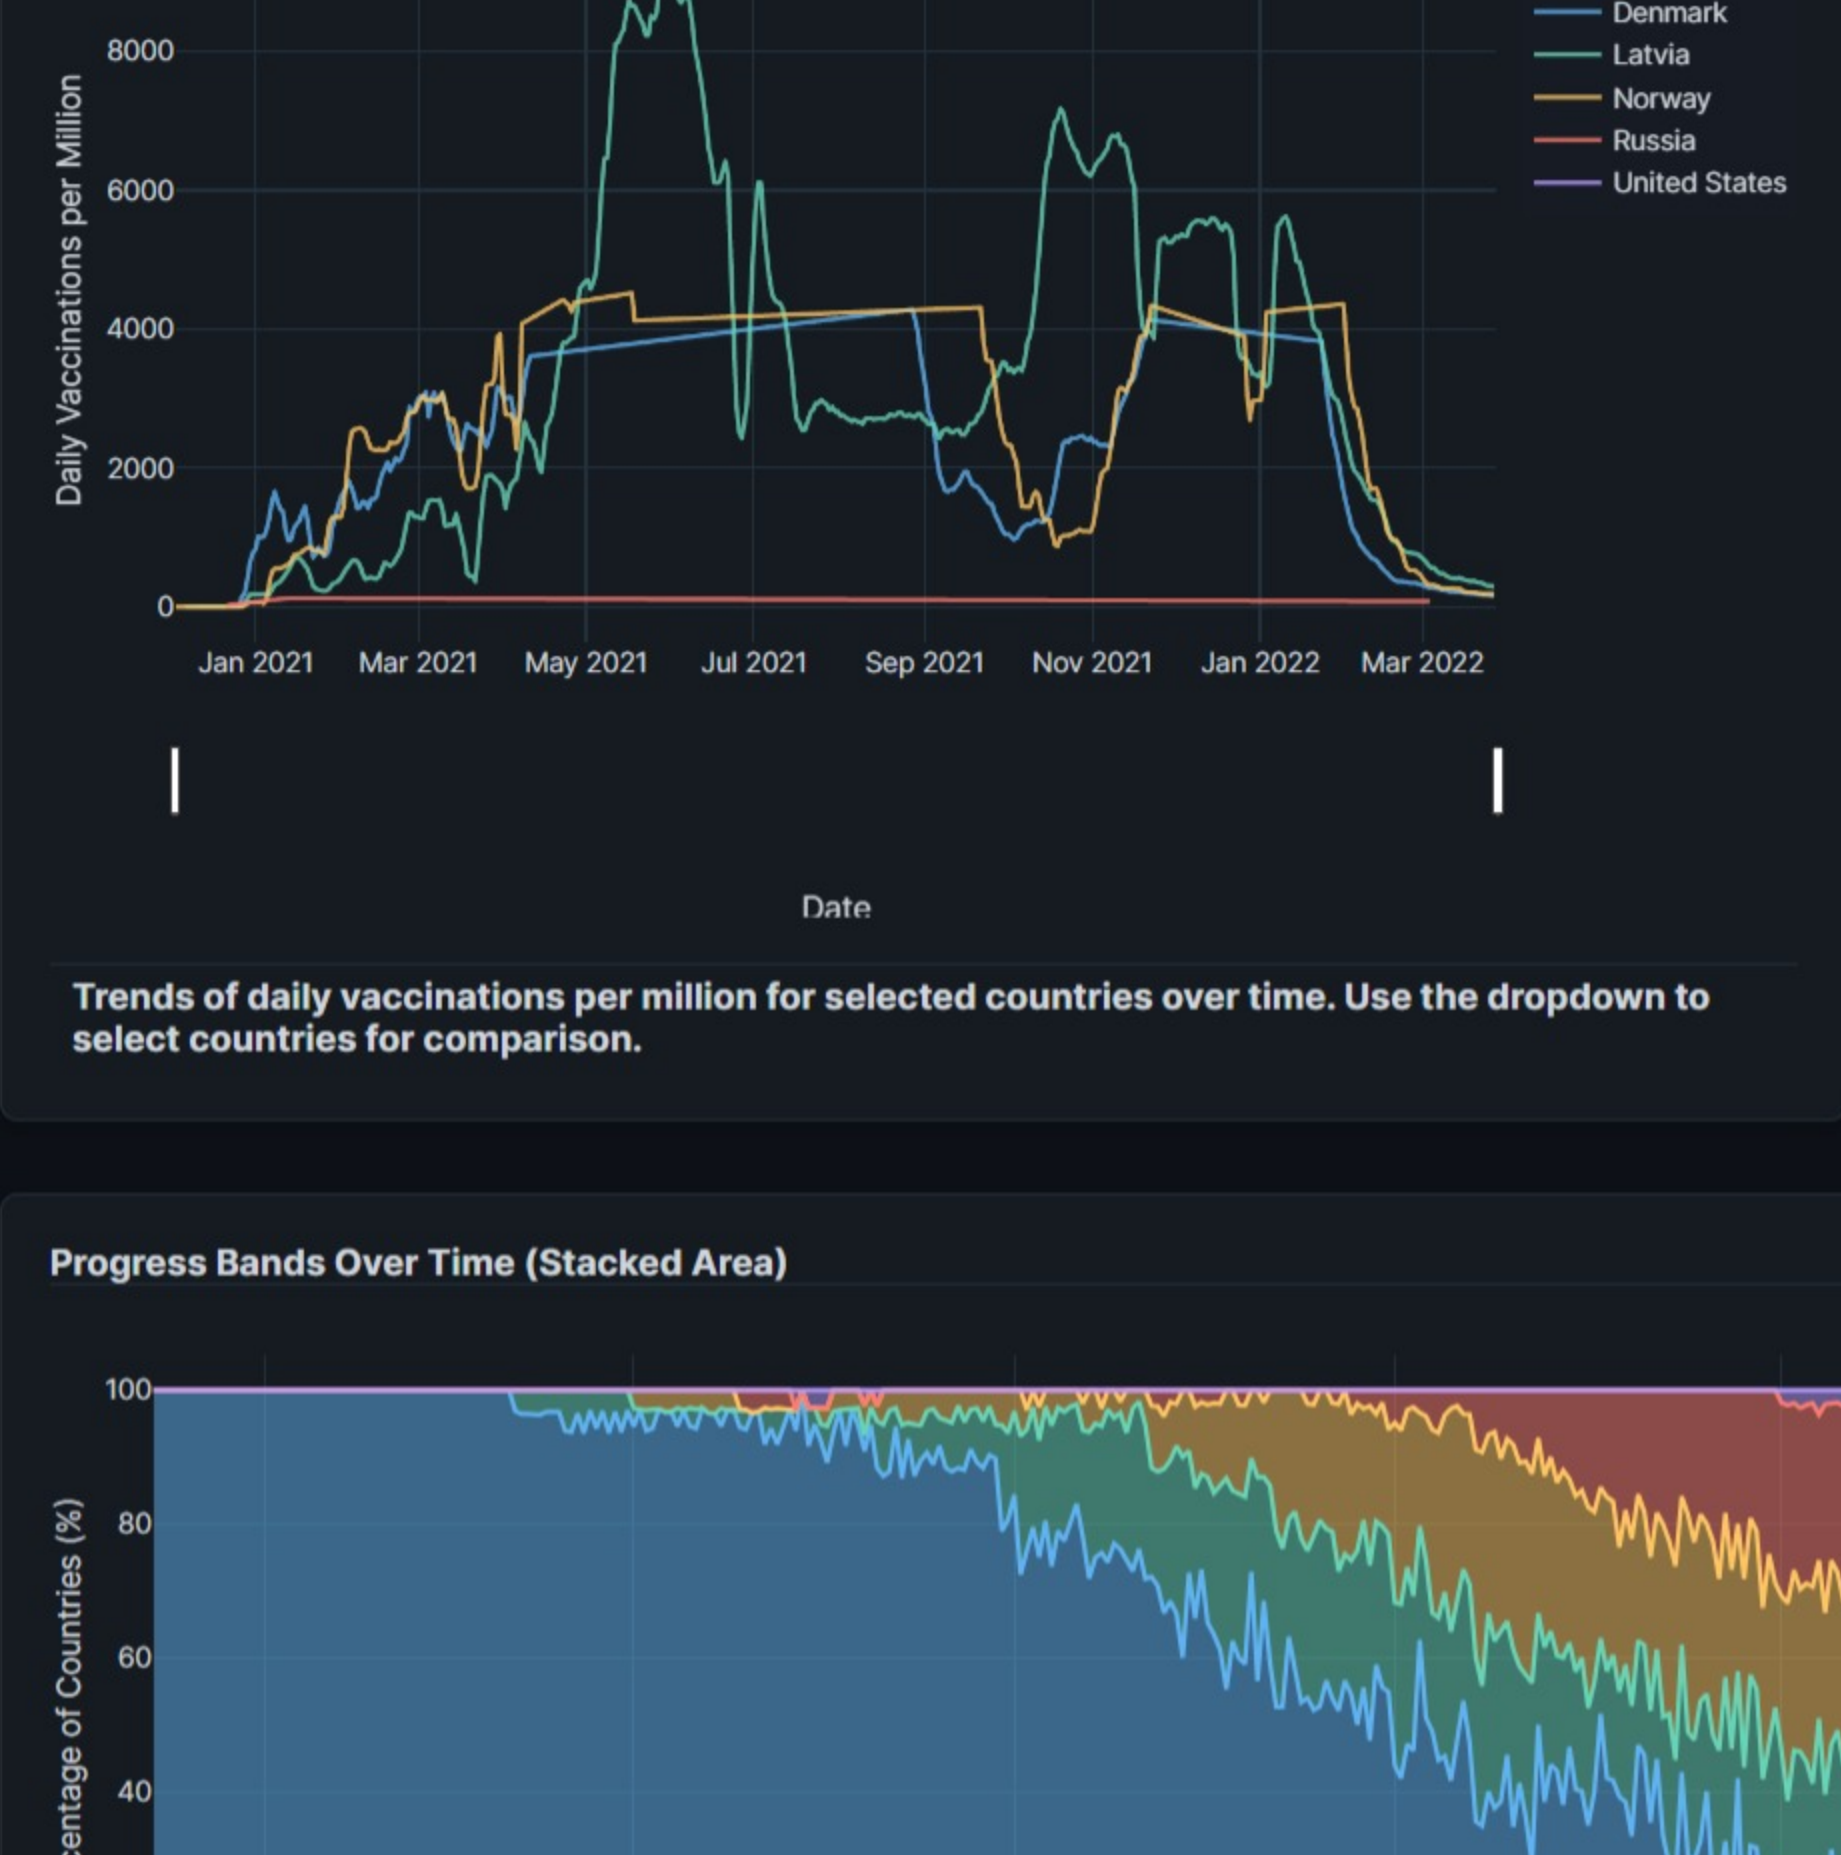 Denmark
Latvia
Norway
Russia
United States
Daily Vaccinations per Million
8000
6000
4000
2000
0
Jan 2021 Mar 2021 May 2021 Jul 2021 Sep 2021 Nov 2021 Jan 2022 Mar 2022
Date
Trends of daily vaccinations per million for selected countries over time. Use the dropdown to
select countries for comparison.
Progress Bands Over Time (Stacked Area)
100
80
60
40
centage of Countries (%)